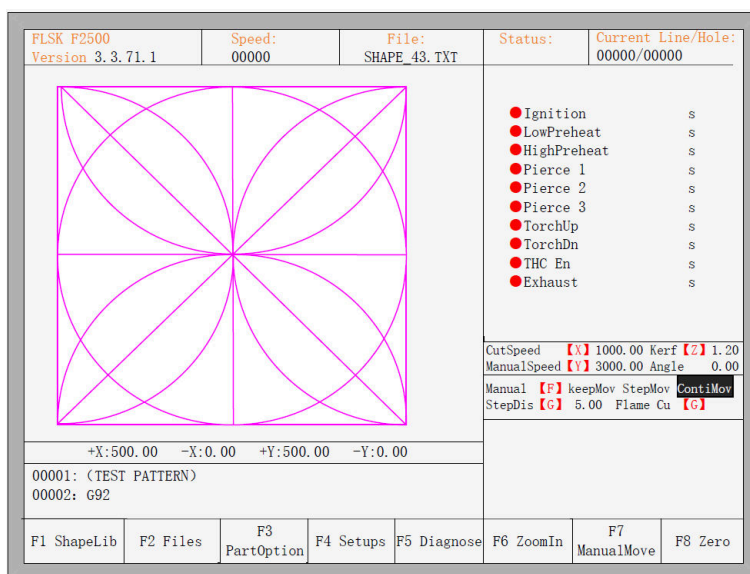 FLSK F2500
Version 3.3.71.1
Speed:
00000
File:
SHAPE_43.TXT
Status:
Current Line/Hole:
00000/000
Ignition s
LowPreheat s
HighPreheat s
Pierce 1 s
Pierce 2 s
Pierce 3 s
TorchUp s
TorchDn s
THC En s
Exhaust s
CutSpeed 【X】 1000.00 Kerf 【Z】 1.20
ManualSpeed 【Y】 3000.00 Angle 0.00
Manual 【F】 keepMov StepMov ContiMov
StepDis 【G】 5.00 Flame Cu 【G】
+X:500.00 -X:0.00 +Y:500.00 -Y:0.00
00001: (TEST PATTERN)
00002: G92
F1 ShapeLib
F2 Files
F3
PartOption
F4 Setups
F5 Diagnose
F6 ZoomIn
F7
ManualMove
F8 Zero